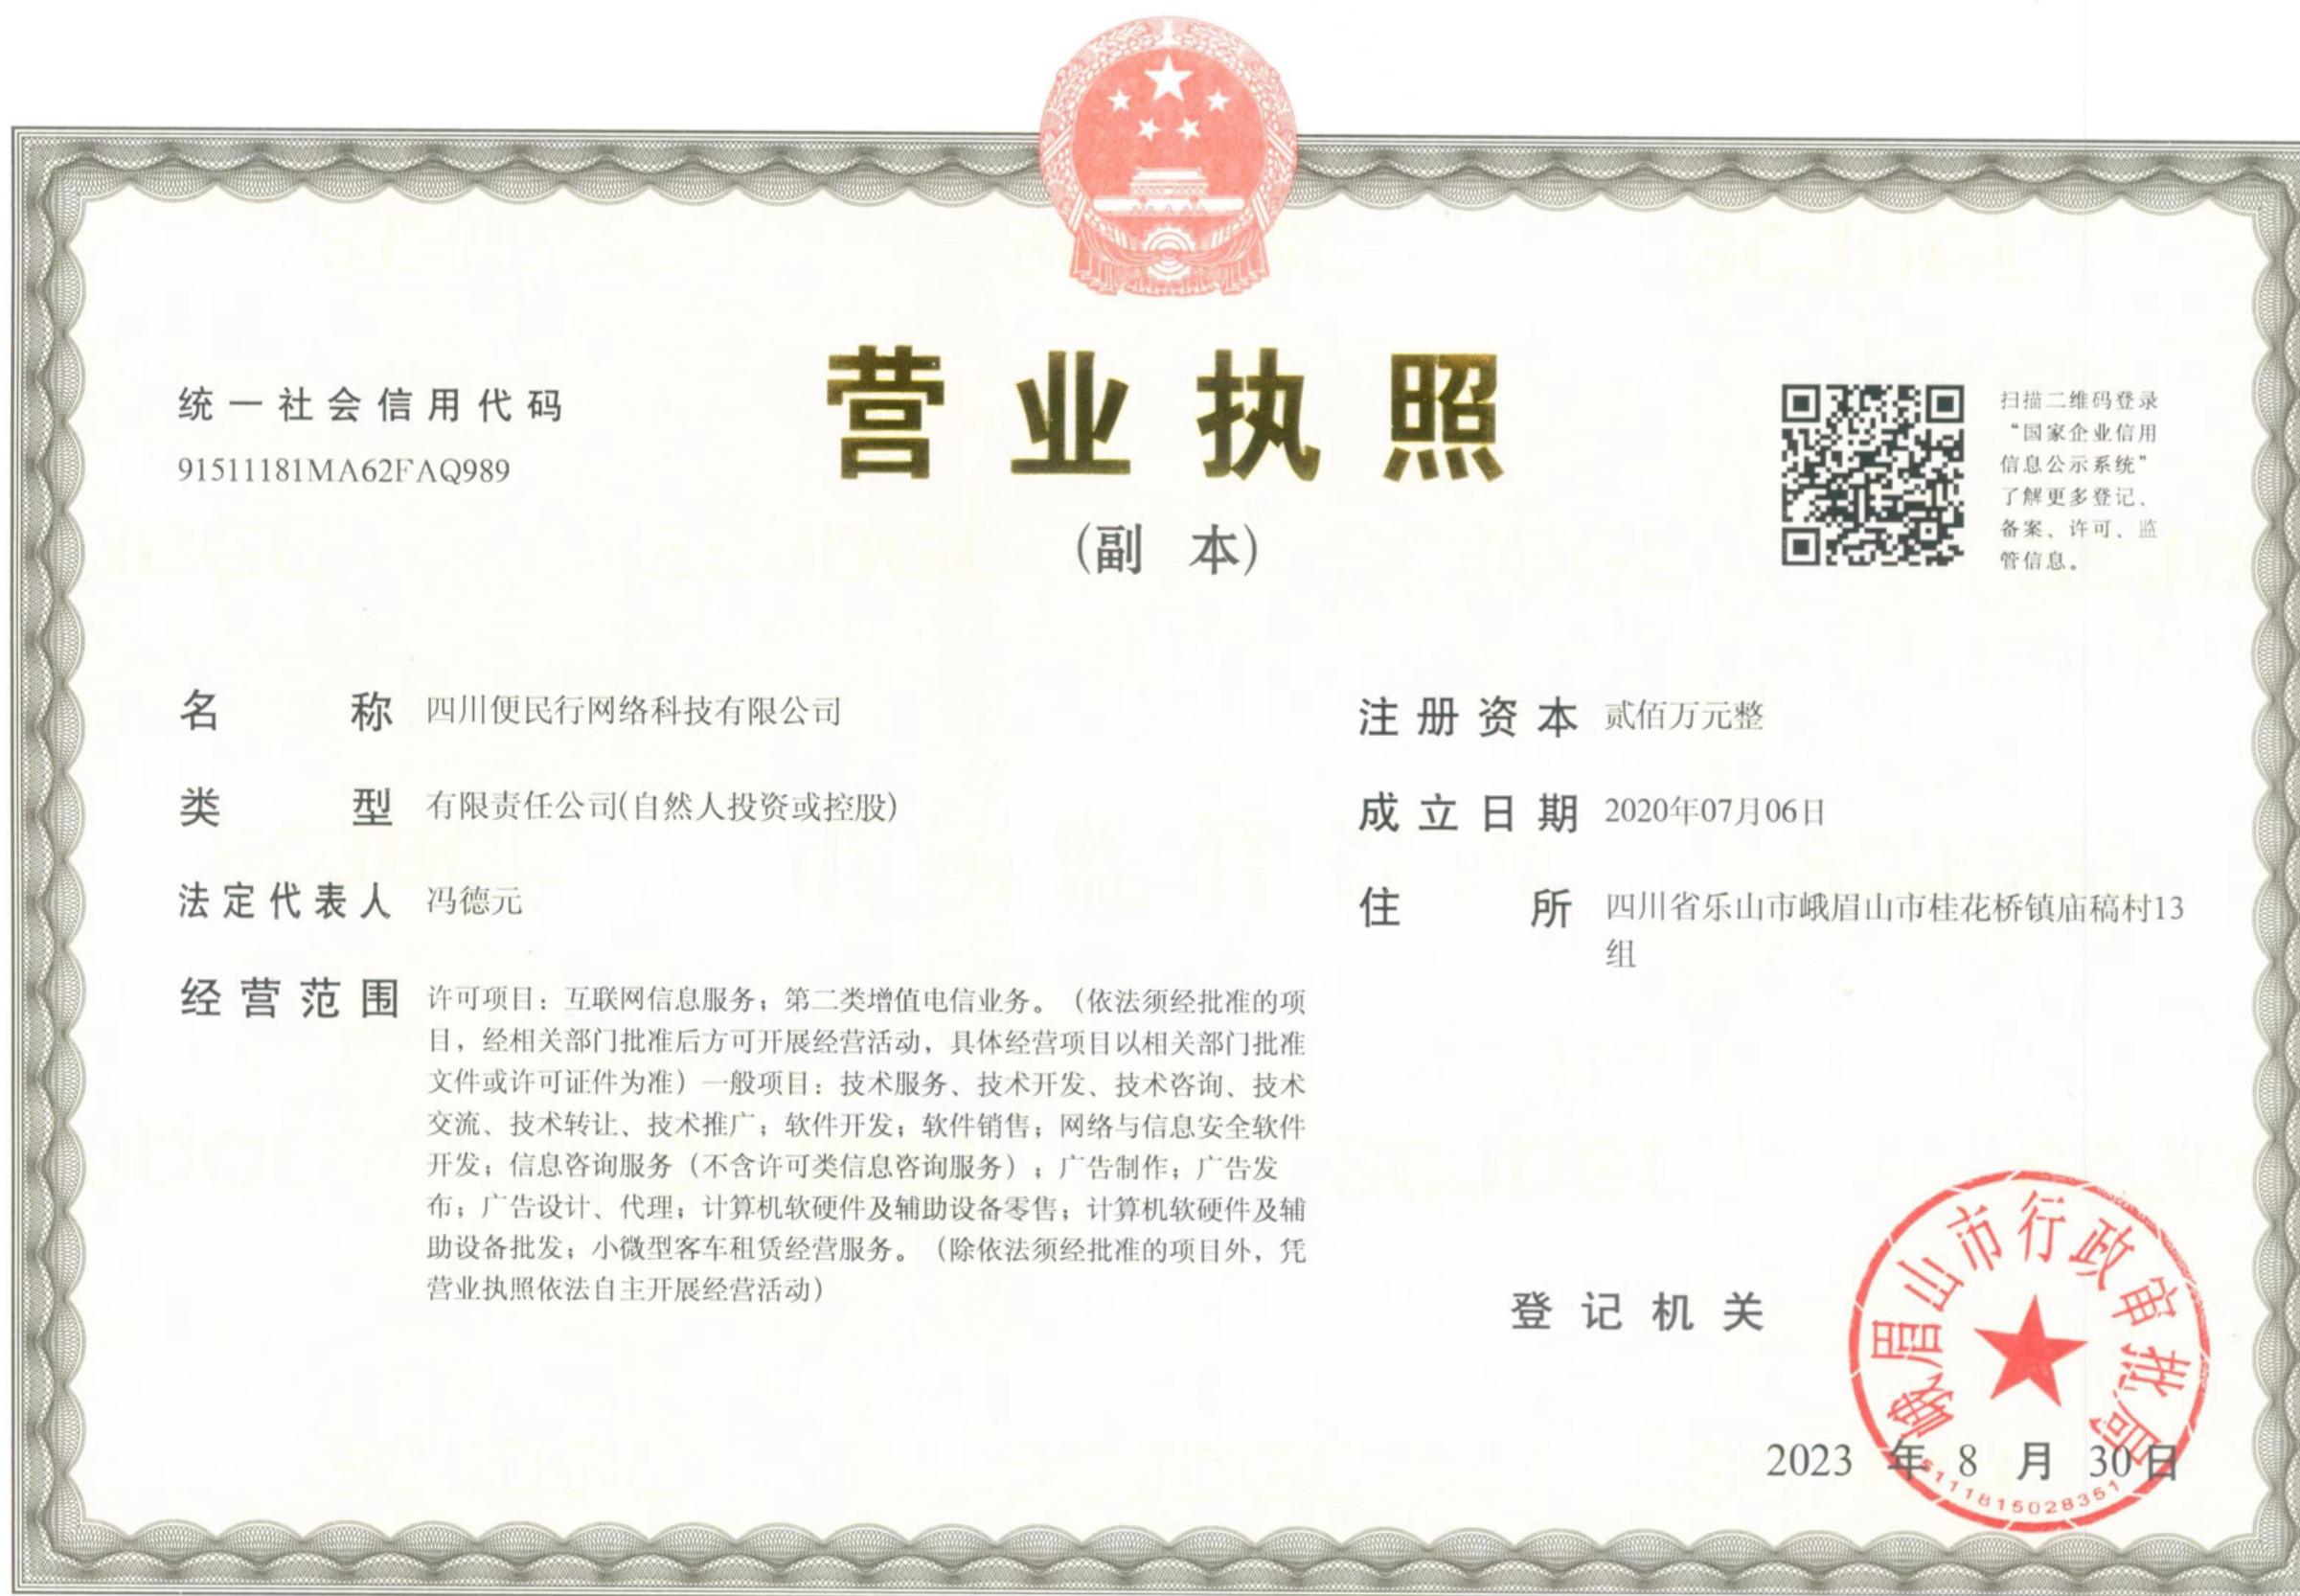 营业执照
(副 本)
统一社会信用代码
91511181MA62FAQ989
扫描二维码登录
“国家企业信用
信息公示系统”
了解更多登记、
备案、许可、监
管信息。
名称 四川便民行网络科技有限公司
类型 有限责任公司(自然人投资或控股)
法定代表人 冯德元
经营范围 许可项目：互联网信息服务；第二类增值电信业务。（依法须经批准的项
目，经相关部门批准后方可开展经营活动，具体经营项目以相关部门批准
文件或许可证件为准）一般项目：技术服务、技术开发、技术咨询、技术
交流、技术转让、技术推广；软件开发；软件销售；网络与信息安全软件
开发；信息咨询服务（不含许可类信息咨询服务）；广告制作；广告发
布；广告设计、代理；计算机软硬件及辅助设备零售；计算机软硬件及辅
助设备批发；小微型客车租赁经营服务。（除依法须经批准的项目外，凭
营业执照依法自主开展经营活动）
注册资本 贰佰万元整
成立日期 2020年07月06日
住所 四川省乐山市峨眉山市桂花桥镇庙稿村13
组
登记机关
峨眉山市行政审批局
2023 年 8 月 30日
5111815028351